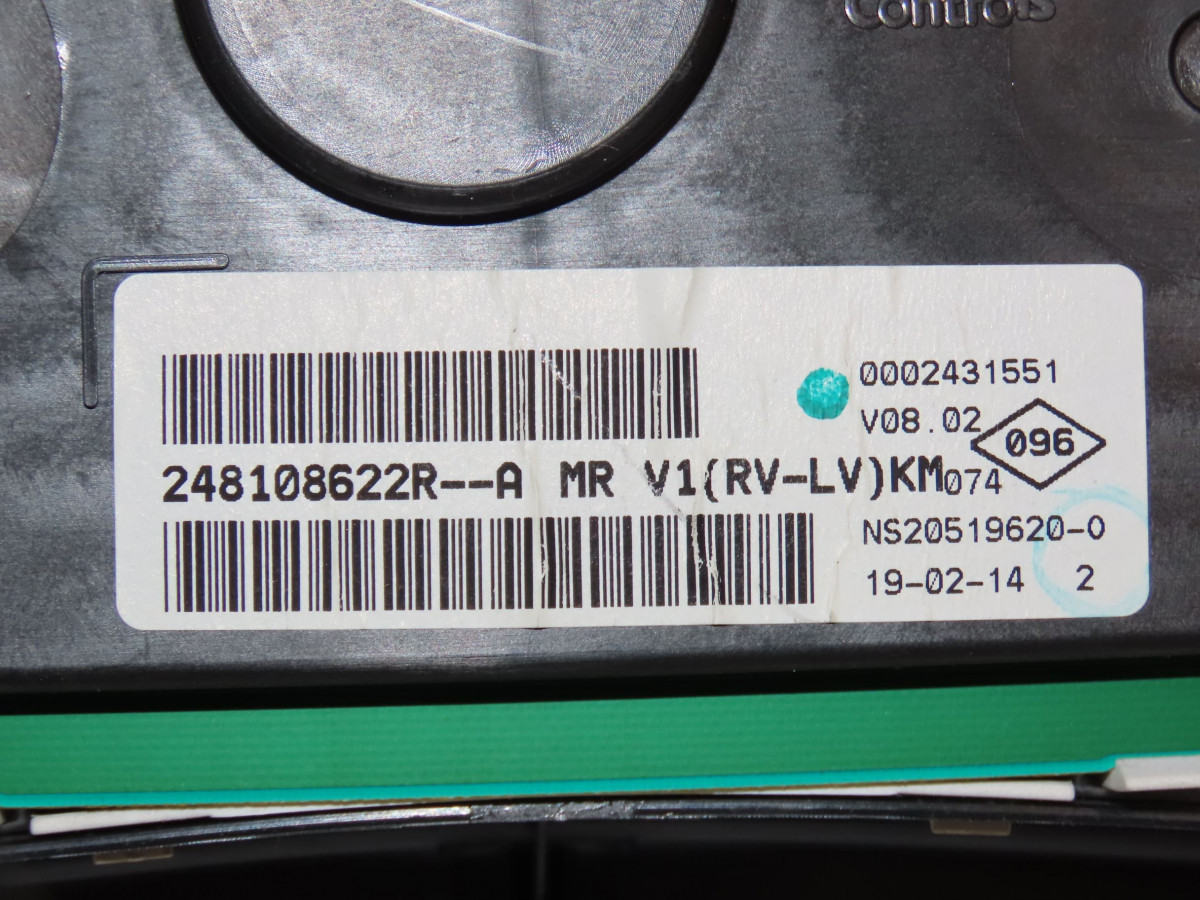 Controls
0002431551
V08.02
096
248108622R--A MR V1(RV-LV)KM074
NS20519620-0
19-02-14 2